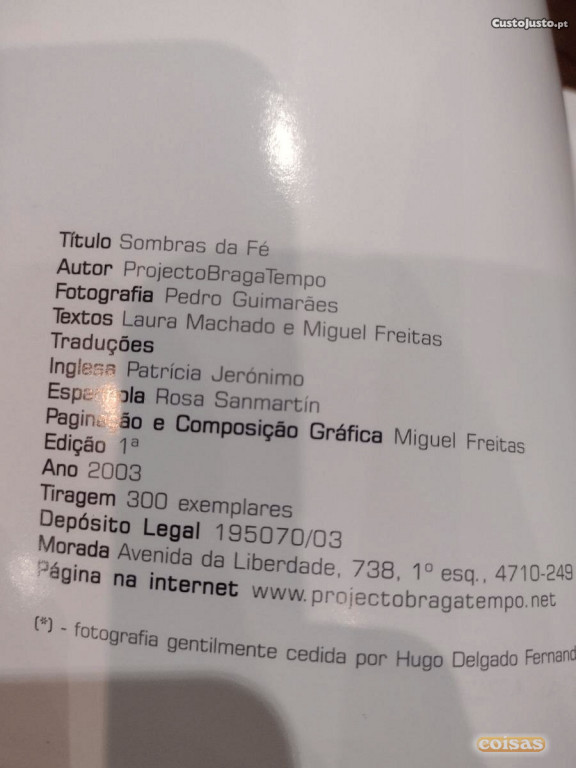 CustoJusto.pt
Título Sombras da Fé
Autor ProjectoBragaTempo
Fotografia Pedro Guimarães
Textos Laura Machado e Miguel Freitas
Traduções
Inglesa Patrícia Jerónimo
Espanhola Rosa Sanmartín
Paginação e Composição Gráfica Miguel Freitas
Edição 1ª
Ano 2003
Tiragem 300 exemplares
Depósito Legal 195070/03
Morada Avenida da Liberdade, 738, 1º esq., 4710-249
Página na internet www.projectobragatempo.net
(*) - fotografia gentilmente cedida por Hugo Delgado Fernand
coisas